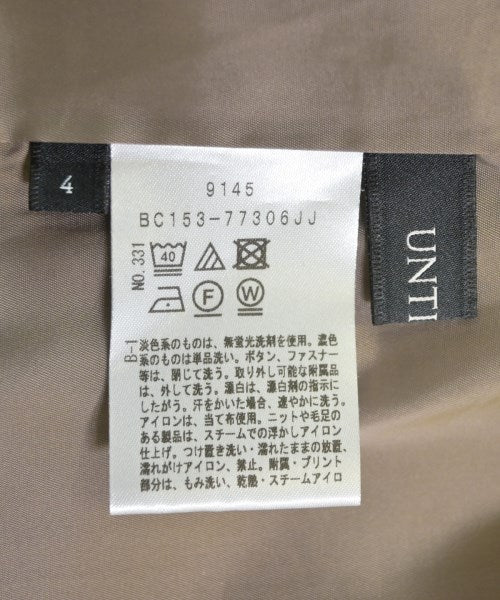 4
9145
BC153-77306JJ
NO.331
40
F
W
B-1
淡色系のものは、無蛍光洗剤を使用。濃色
系のものは単品洗い。ボタン、ファスナー
等は、閉じて洗う。取り外し可能な附属品
は、外して洗う。漂白は、漂白剤の指示に
したがう。汗をかいた場合、速やかに洗う。
アイロンは、当て布使用。ニットや毛足の
ある製品は、スチームでの浮かしアイロン
仕上げ。つけ置き洗い・濡れたままの放置、
濡れがけアイロン、禁止。附属・プリント
部分は、もみ洗い、乾熱・スチームアイロ
UNTI